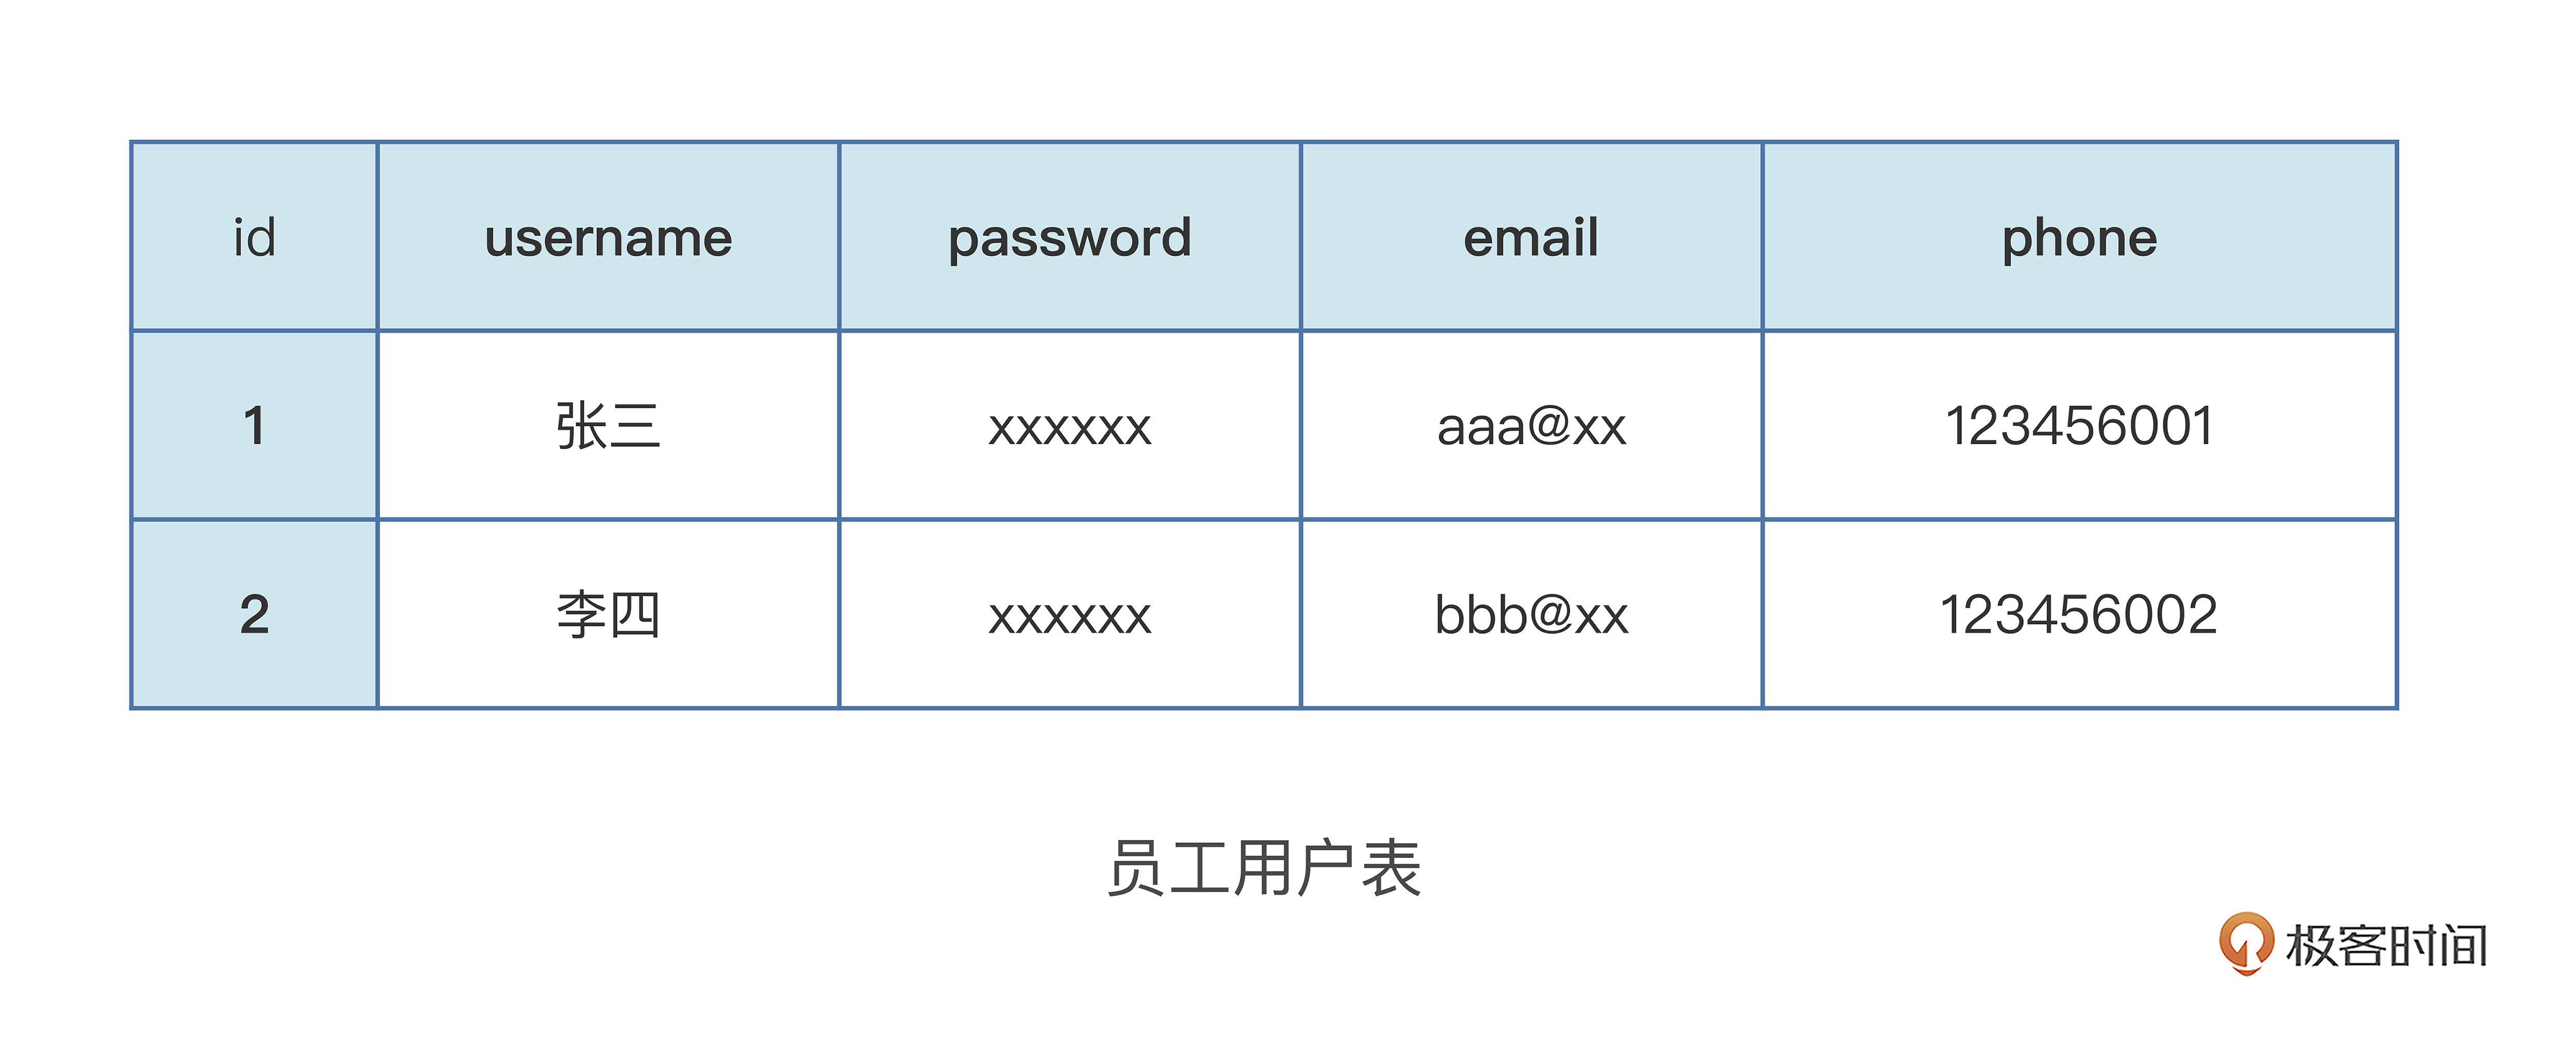 id username password email phone
1 张三 xxxxxx aaa@xx 123456001
2 李四 xxxxxx bbb@xx 123456002
员工用户表
极客时间